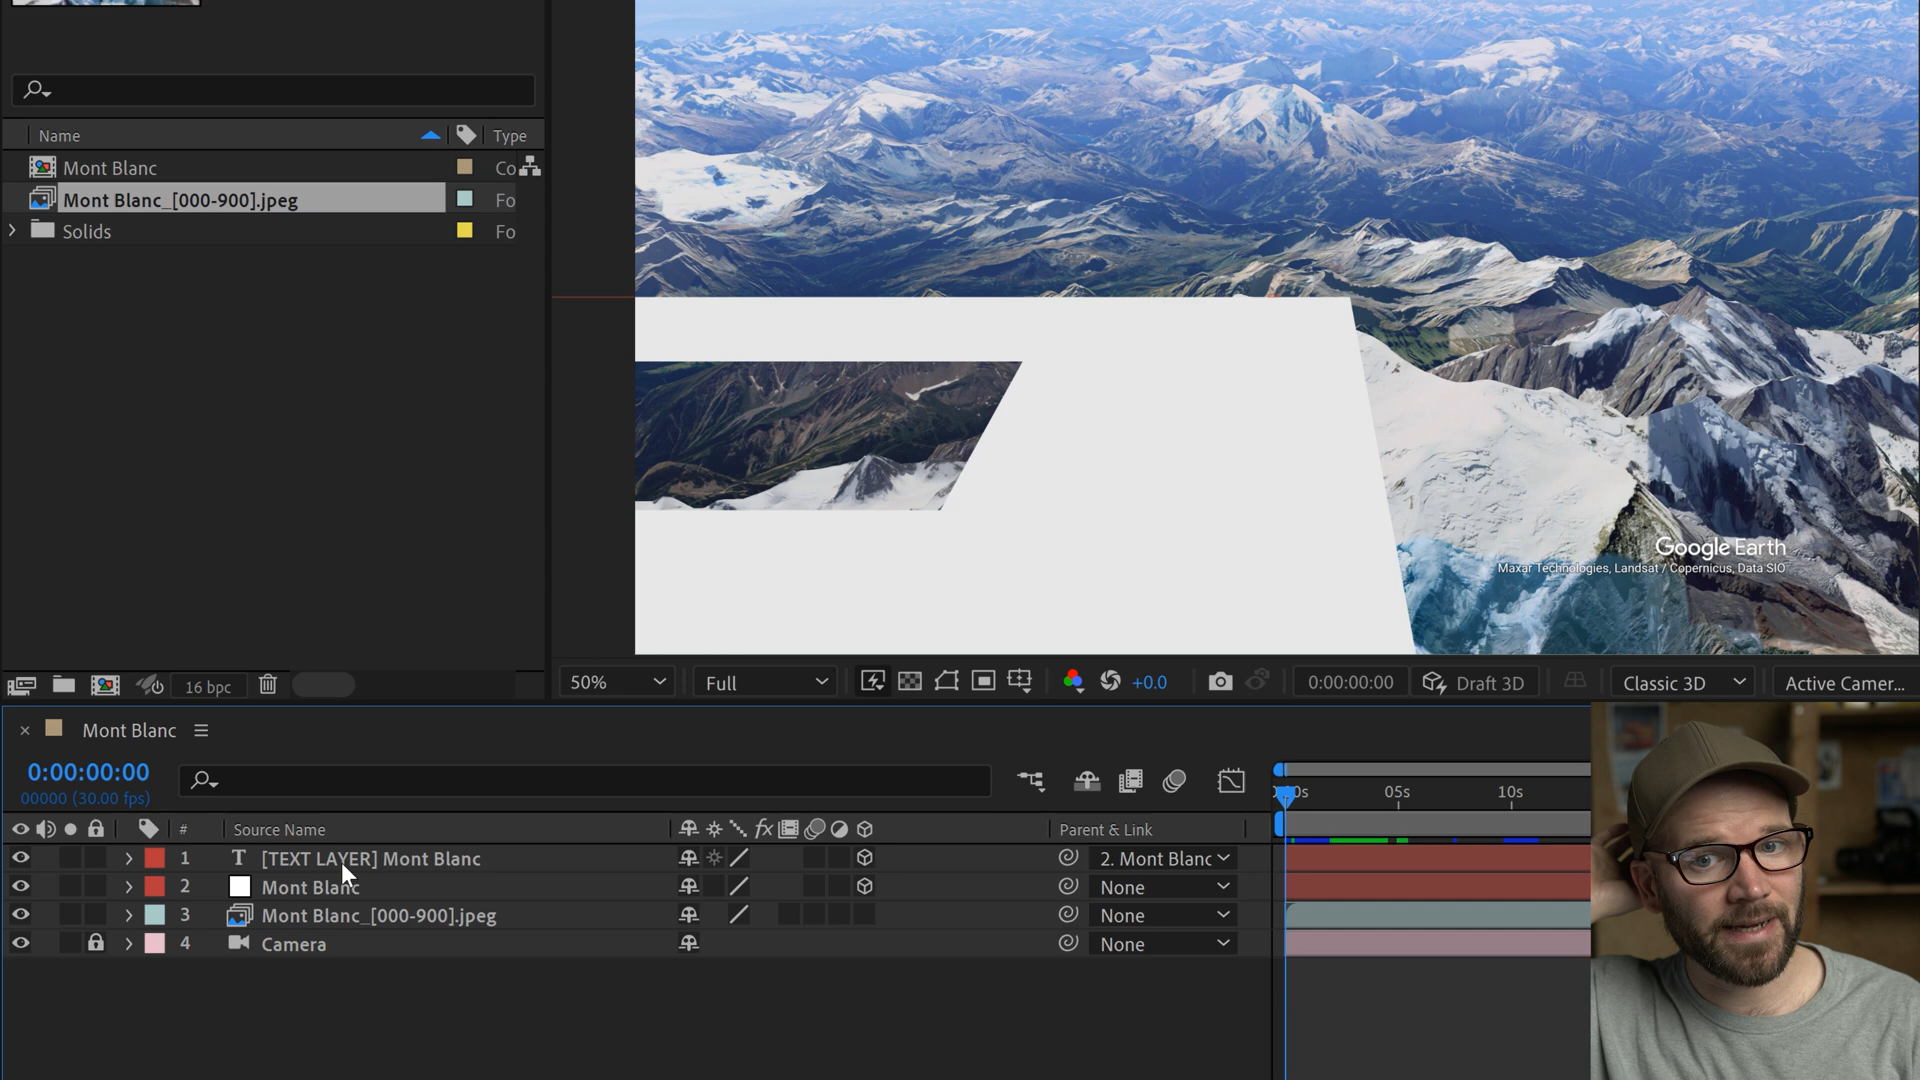 Name Type
Mont Blanc Co
Mont Blanc_[000-900].jpeg Fo
Solids Fo
Google Earth
Maxar Technologies, Landsat / Copernicus, Data SIO
16 bpc
50% Full +0.0 0:00:00:00 Draft 3D Classic 3D Active Camer...
Mont Blanc
0:00:00:00
00000 (30.00 fps)
05s 10s
# Source Name fx Parent & Link
1 T [TEXT LAYER] Mont Blanc 2. Mont Blanc
2 Mont Blanc None
3 Mont Blanc_[000-900].jpeg None
4 Camera None